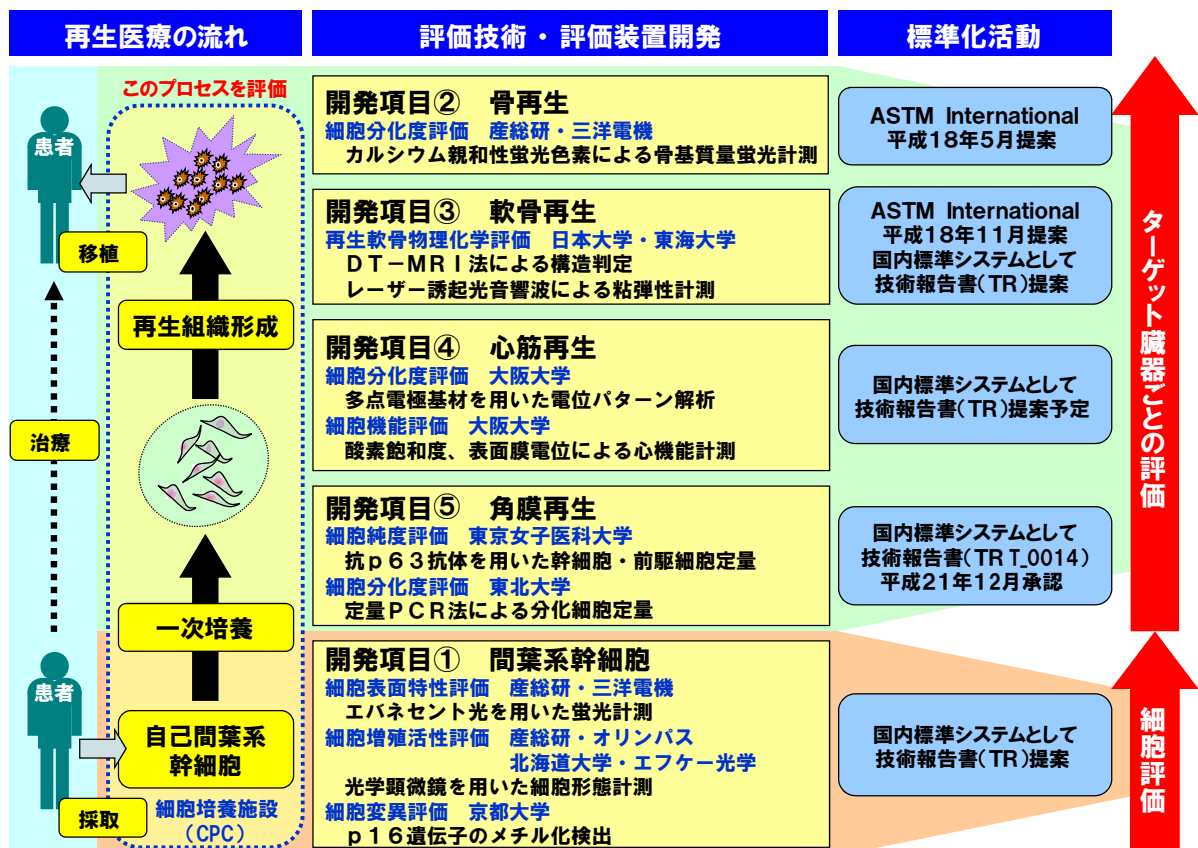 再生医療の流れ
評価技術・評価装置開発
標準化活動
このプロセスを評価
患者
移植
再生組織形成
治療
一次培養
患者
自己間葉系
幹細胞
採取
細胞培養施設
（CPC）
開発項目② 骨再生
細胞分化度評価 産総研・三洋電機
カルシウム親和性蛍光色素による骨基質量蛍光計測
開発項目③ 軟骨再生
再生軟骨物理化学評価 日本大学・東海大学
ＤＴ－ＭＲＩ法による構造判定
レーザー誘起光音響波による粘弾性計測
開発項目④ 心筋再生
細胞分化度評価 大阪大学
多点電極基材を用いた電位パターン解析
細胞機能評価 大阪大学
酸素飽和度、表面膜電位による心機能計測
開発項目⑤ 角膜再生
細胞純度評価 東京女子医科大学
抗ｐ６３抗体を用いた幹細胞・前駆細胞定量
細胞分化度評価 東北大学
定量ＰＣＲ法による分化細胞定量
開発項目① 間葉系幹細胞
細胞表面特性評価 産総研・三洋電機
エバネセント光を用いた蛍光計測
細胞増殖活性評価 産総研・オリンパス
北海道大学・エフケー光学
光学顕微鏡を用いた細胞形態計測
細胞変異評価 京都大学
ｐ１６遺伝子のメチル化検出
ASTM International
平成18年5月提案
ASTM International
平成18年11月提案
国内標準システムとして
技術報告書（TR）提案
国内標準システムとして
技術報告書（TR）提案予定
国内標準システムとして
技術報告書（TR T_0014）
平成21年12月承認
国内標準システムとして
技術報告書（TR）提案
ターゲット臓器ごとの評価
細胞評価